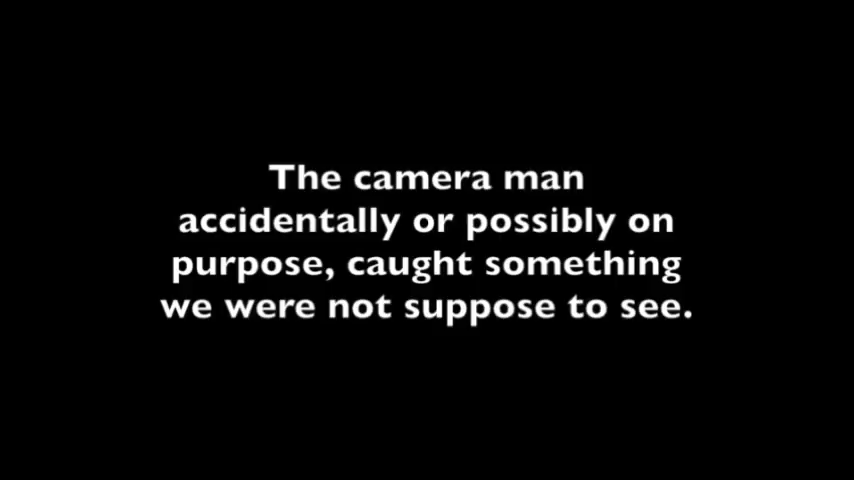 The camera man
accidentally or possibly on
purpose, caught something
we were not suppose to see.